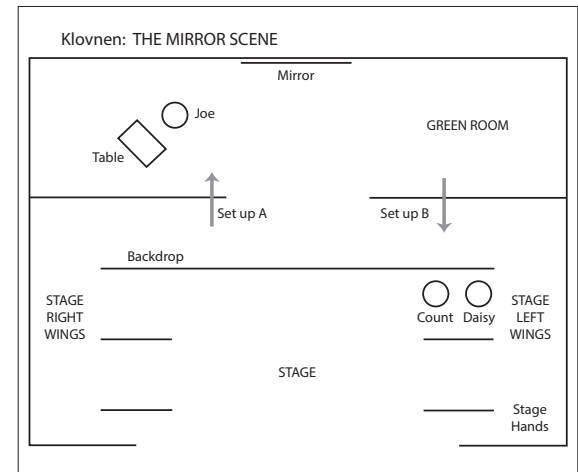 Klovnen: THE MIRROR SCENE
Mirror
Joe
GREEN ROOM
Table
Set up A
Set up B
Backdrop
STAGE
RIGHT
WINGS
Count
Daisy
STAGE
LEFT
WINGS
STAGE
Stage
Hands